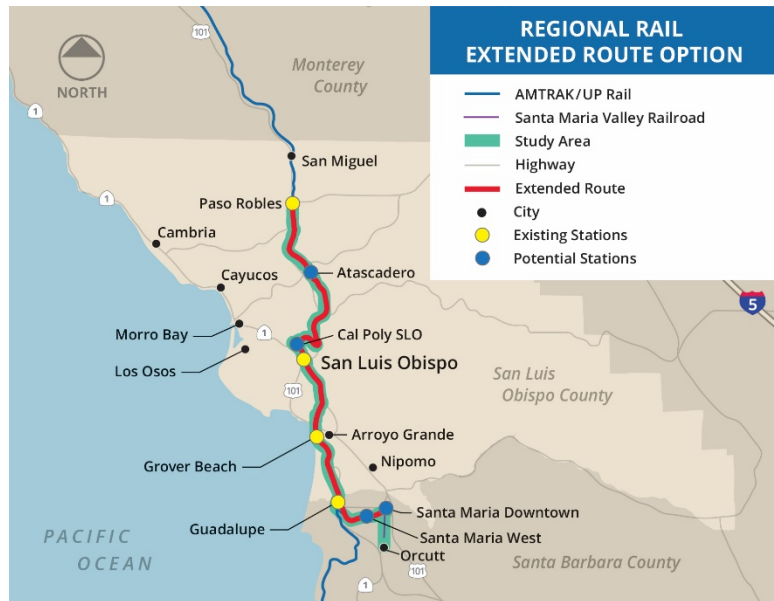 REGIONAL RAIL
EXTENDED ROUTE OPTION
AMTRAK/UP Rail
Santa Maria Valley Railroad
Study Area
Highway
Extended Route
City
Existing Stations
Potential Stations
NORTH
101
Monterey
County
1
San Miguel
Paso Robles
1
Cambria
Cayucos
Atascadero
5
Morro Bay
1
Cal Poly SLO
Los Osos
San Luis Obispo
San Luis
Obispo County
101
Arroyo Grande
Grover Beach
Nipomo
Guadalupe
Santa Maria Downtown
Santa Maria West
Orcutt
PACIFIC
OCEAN
Santa Barbara County
101
1